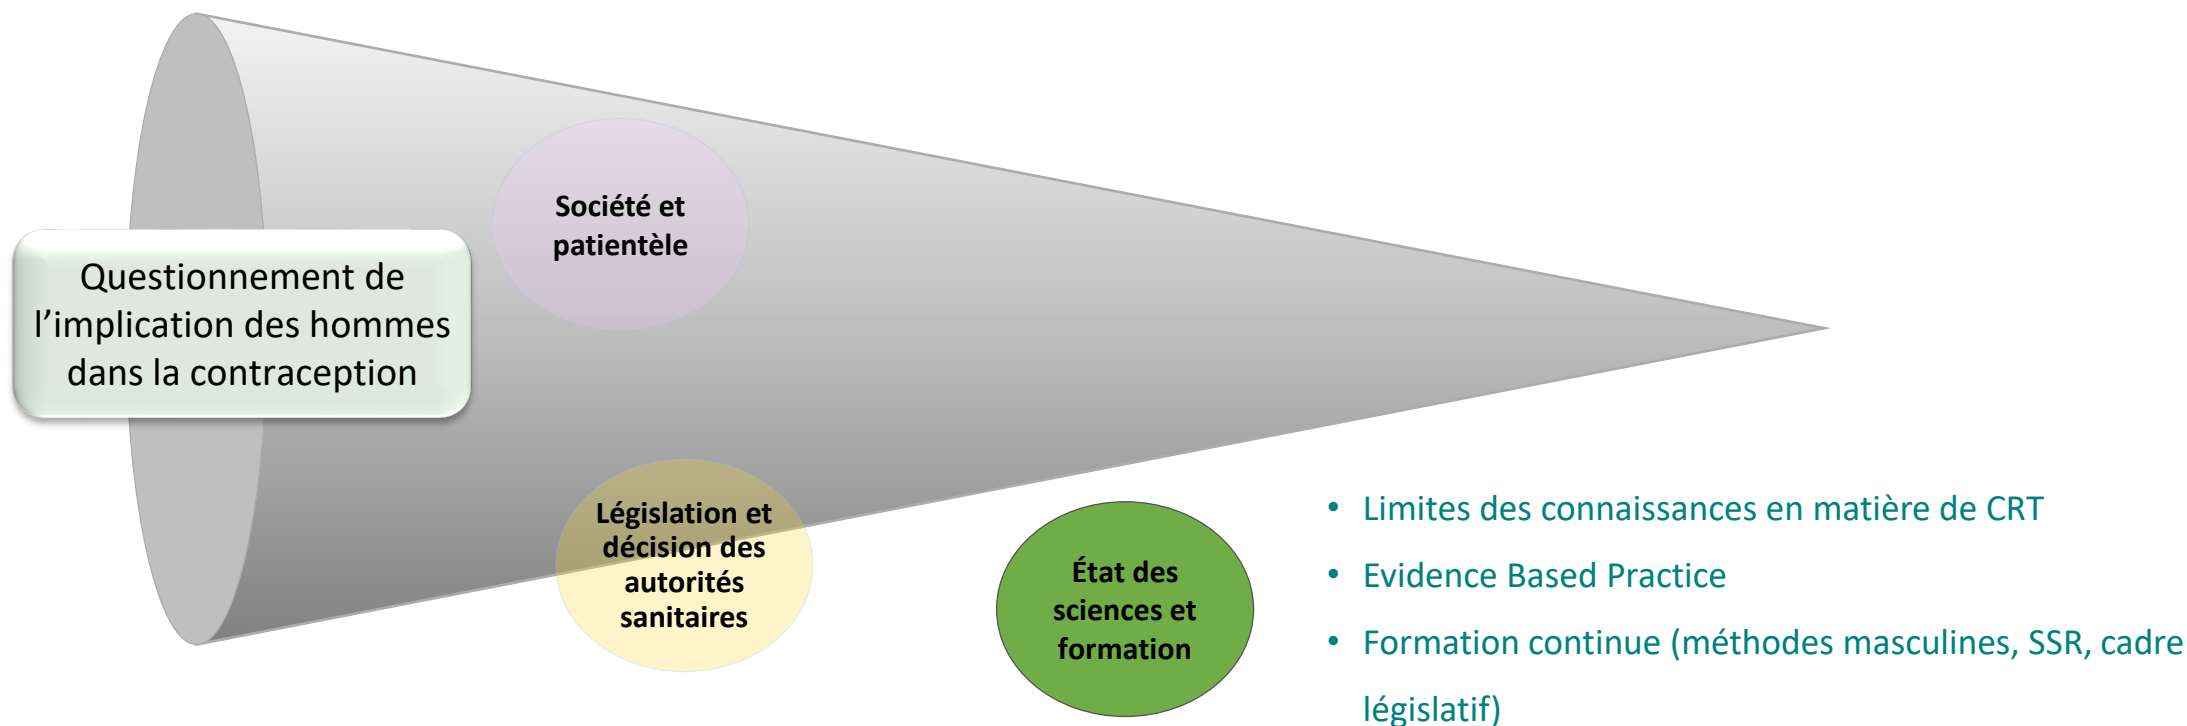 Société et
patientèle
Questionnement de
l’implication des hommes
dans la contraception
Législation et
décision des
autorités
sanitaires
État des
sciences et
formation
• Limites des connaissances en matière de CRT
• Evidence Based Practice
• Formation continue (méthodes masculines, SSR, cadre
législatif)